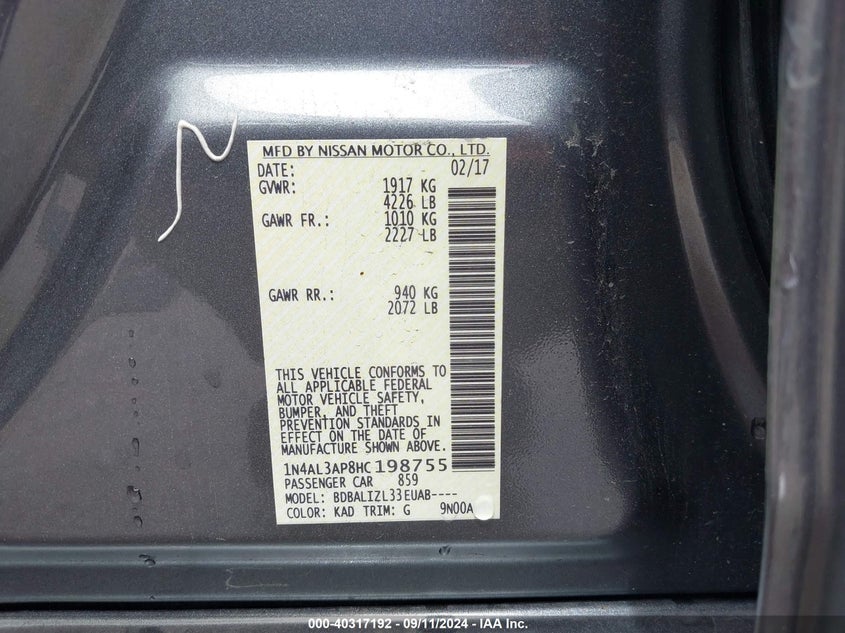 MFD BY NISSAN MOTOR CO., LTD.
DATE: 02/17
GVWR: 1917 KG
4226 LB
GAWR FR.: 1010 KG
2227 LB
GAWR RR.: 940 KG
2072 LB
THIS VEHICLE CONFORMS TO
ALL APPLICABLE FEDERAL
MOTOR VEHICLE SAFETY,
BUMPER, AND THEFT
PREVENTION STANDARDS IN
EFFECT ON THE DATE OF
MANUFACTURE SHOWN ABOVE.
1N4AL3AP8HC198755
PASSENGER CAR 859
MODEL: BDBALIZL33EUAB----
COLOR: KAD TRIM: G 9N00A
000-40317192 - 09/11/2024 - IAA Inc.